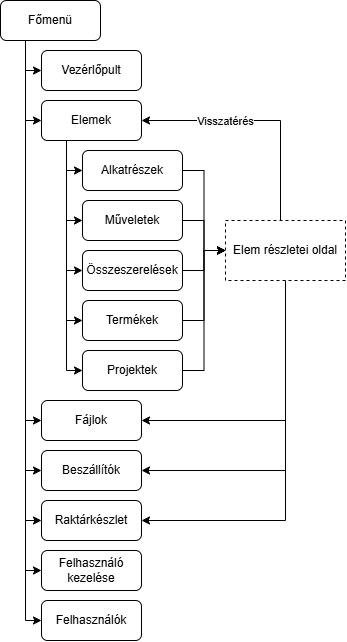 Főmenü
Vezérlőpult
Elemek
Visszatérés
Alkatrészek
Műveletek
Összeszerelések
Termékek
Projektek
Elem részletei oldal
Fájlok
Beszállítók
Raktárkészlet
Felhasználó
kezelése
Felhasználók